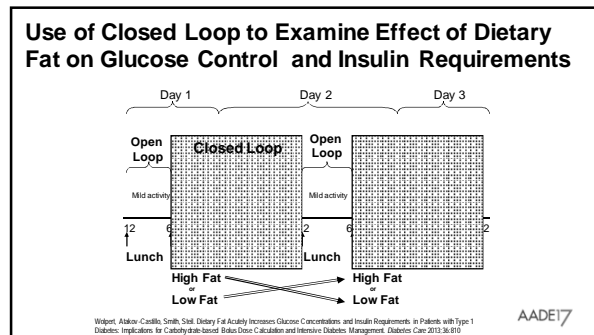 Use of Closed Loop to Examine Effect of Dietary
Fat on Glucose Control and Insulin Requirements
Day 1 Day 2 Day 3
Open
Loop
Closed Loop
Open
Loop
Mild activity
Mild activity
12 6 2 6 2
Lunch
Lunch
High Fat
or
Low Fat
High Fat
or
Low Fat
Wolpert, Atakov-Castillo, Smith, Steil. Dietary Fat Acutely Increases Glucose Concentrations and Insulin Requirements in Patients with Type 1
Diabetes: Implications for Carbohydrate-based Bolus Dose Calculation and Intensive Diabetes Management. Diabetes Care 2013:36:810
AADE17